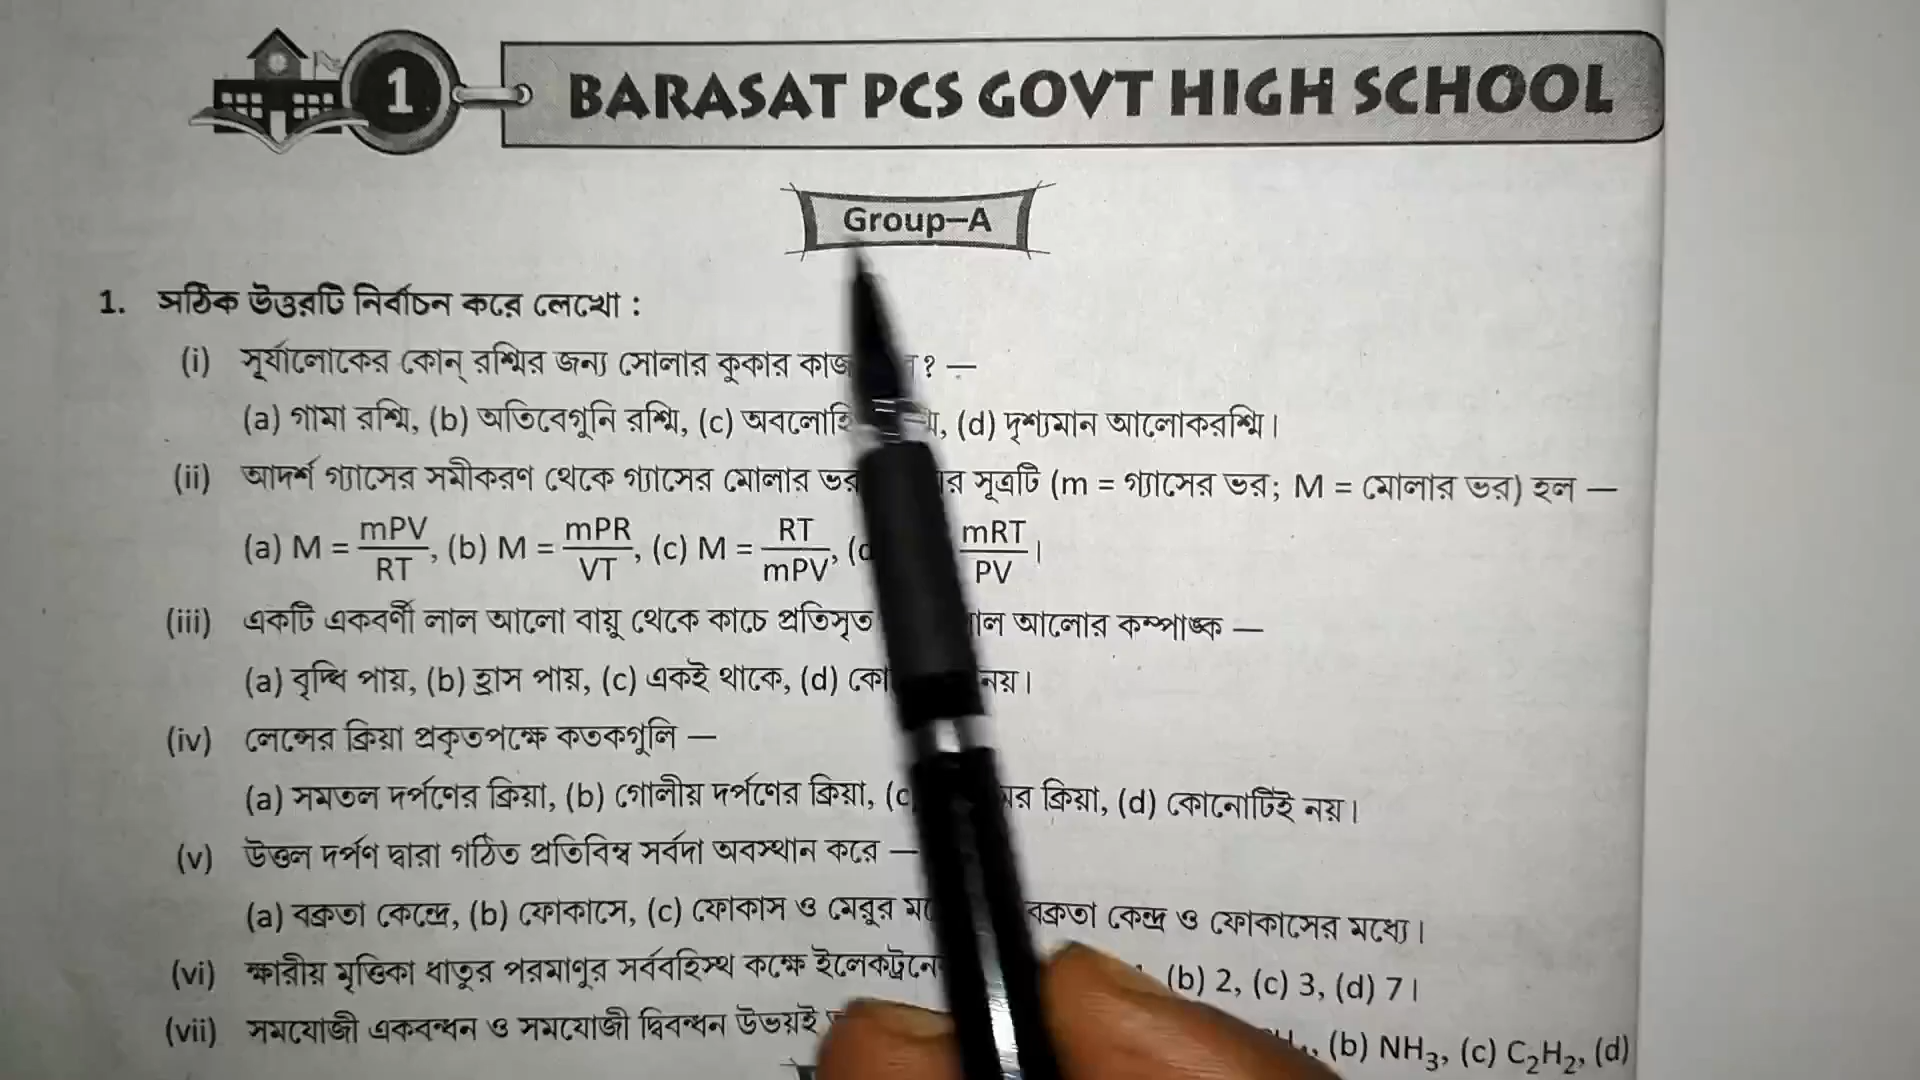 1 BARASAT PCS GOVT HIGH SCHOOL
Group–A
1. সঠিক উত্তরটি নির্বাচন করে লেখো :
(i) সূর্যালোকের কোন্ রশ্মির জন্য সোলার কুকার ? —
(a) গামা রশ্মি, (b) অতিবেগুনি রশ্মি, (c) (d) দৃশ্যমান আলোকরশ্মি।
(ii) আদর্শ গ্যাসের সমীকরণ থেকে গ্যাসের মোলার ভর সূত্রটি (m = গ্যাসের ভর; M = মোলার ভর) হল —
(a) M = mPV/RT, (b) M = mPR/VT, (c) M = RT/mPV, mRT/PV।
(iii) একটি একবর্ণী লাল আলো বায়ু থেকে কাচে প্রতিসৃত আলোর কম্পাঙ্ক —
(a) বৃদ্ধি পায়, (b) হ্রাস পায়, (c) একই থাকে, (d) নয়।
(iv) লেন্সের ক্রিয়া প্রকৃতপক্ষে কতকগুলি —
(a) সমতল দর্পণের ক্রিয়া, (b) গোলীয় দর্পণের ক্রিয়া, ক্রিয়া, (d) কোনোটিই নয়।
(v) উত্তল দর্পণ দ্বারা গঠিত প্রতিবিম্ব সর্বদা অবস্থান করে —
(a) বক্রতা কেন্দ্রে, (b) ফোকাসে, (c) ফোকাস ও মেরুর বক্রতা কেন্দ্র ও ফোকাসের মধ্যে।
(vi) ক্ষারীয় মৃত্তিকা ধাতুর পরমাণুর সর্ববহিস্থ কক্ষে (b) 2, (c) 3, (d) 7।
(vii) সমযোজী একবন্ধন ও সমযোজী দ্বিবন্ধন উভয়ই (b) NH₃, (c) C₂H₂, (d)